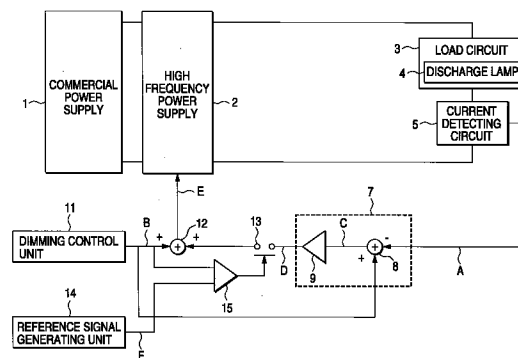 COMMERCIAL
POWER
SUPPLY
1
HIGH
FREQUENCY
POWER
SUPPLY
2
3
LOAD CIRCUIT
4
DISCHARGE LAMP
5
CURRENT
DETECTING
CIRCUIT
E
7
11
DIMMING CONTROL
UNIT
B
+
12
+
13
D
9
C
-
+
8
A
15
14
REFERENCE SIGNAL
GENERATING UNIT
F